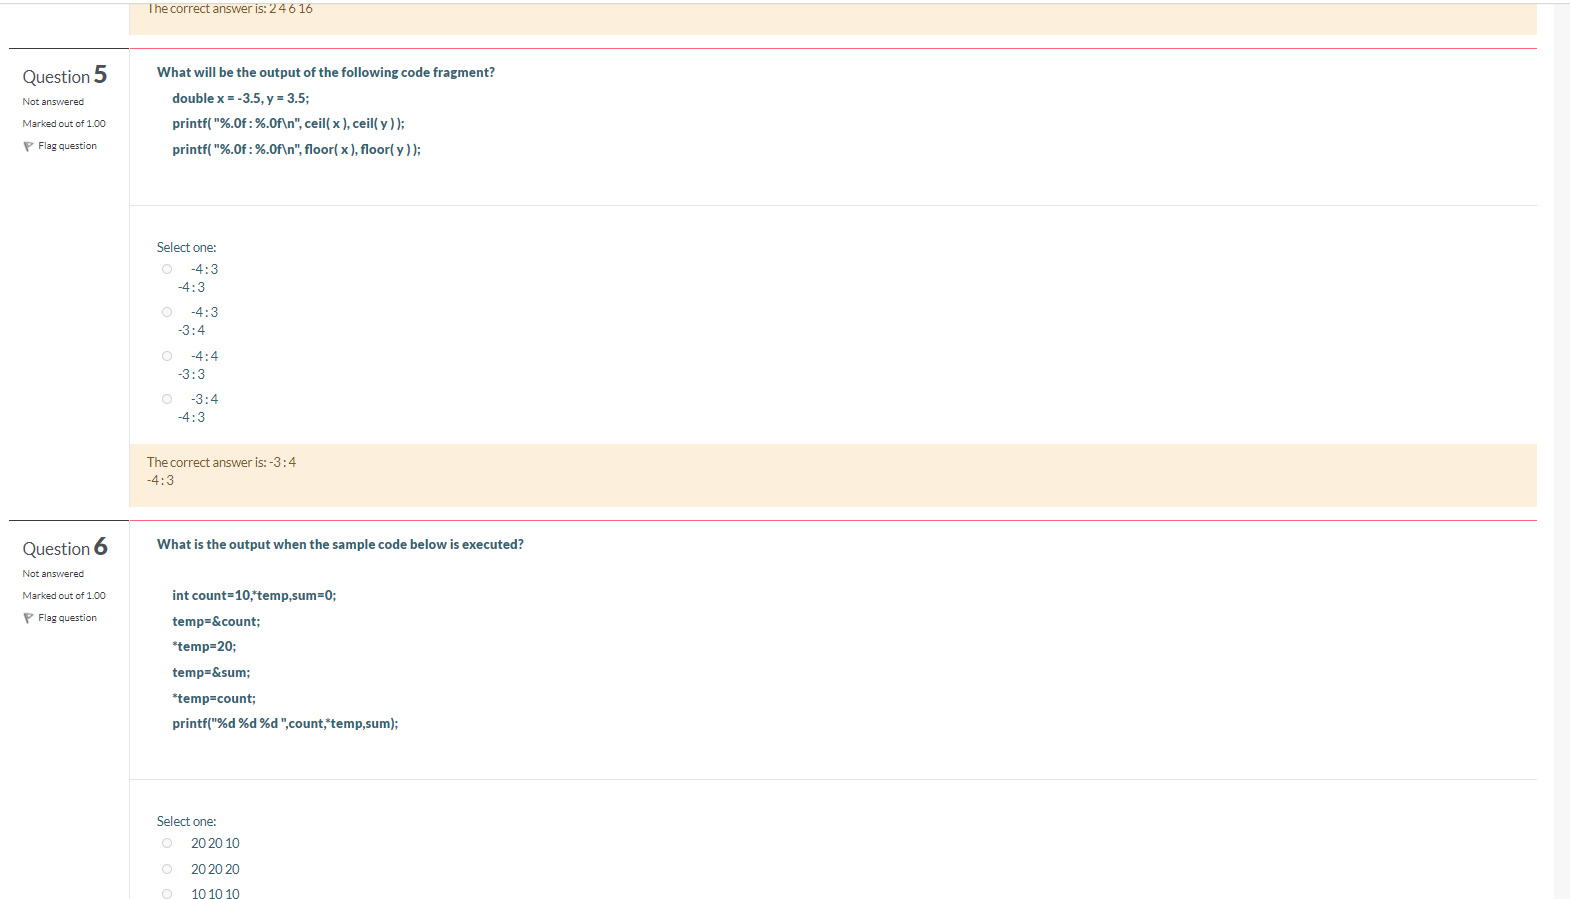 The correct answer is: 2 4 6 16
Question 5
Not answered
Marked out of 1.00
Flag question
What will be the output of the following code fragment?
double x = -3.5, y = 3.5;
printf( "%.0f : %.0f\n", ceil( x ), ceil( y ) );
printf( "%.0f : %.0f\n", floor( x ), floor( y ) );
Select one:
-4 : 3
-4 : 3
-4 : 3
-3 : 4
-4 : 4
-3 : 3
-3 : 4
-4 : 3
The correct answer is: -3 : 4
-4 : 3
Question 6
Not answered
Marked out of 1.00
Flag question
What is the output when the sample code below is executed?
int count=10,*temp,sum=0;
temp=&count;
*temp=20;
temp=&sum;
*temp=count;
printf("%d %d %d ",count,*temp,sum);
Select one:
20 20 10
20 20 20
10 10 10